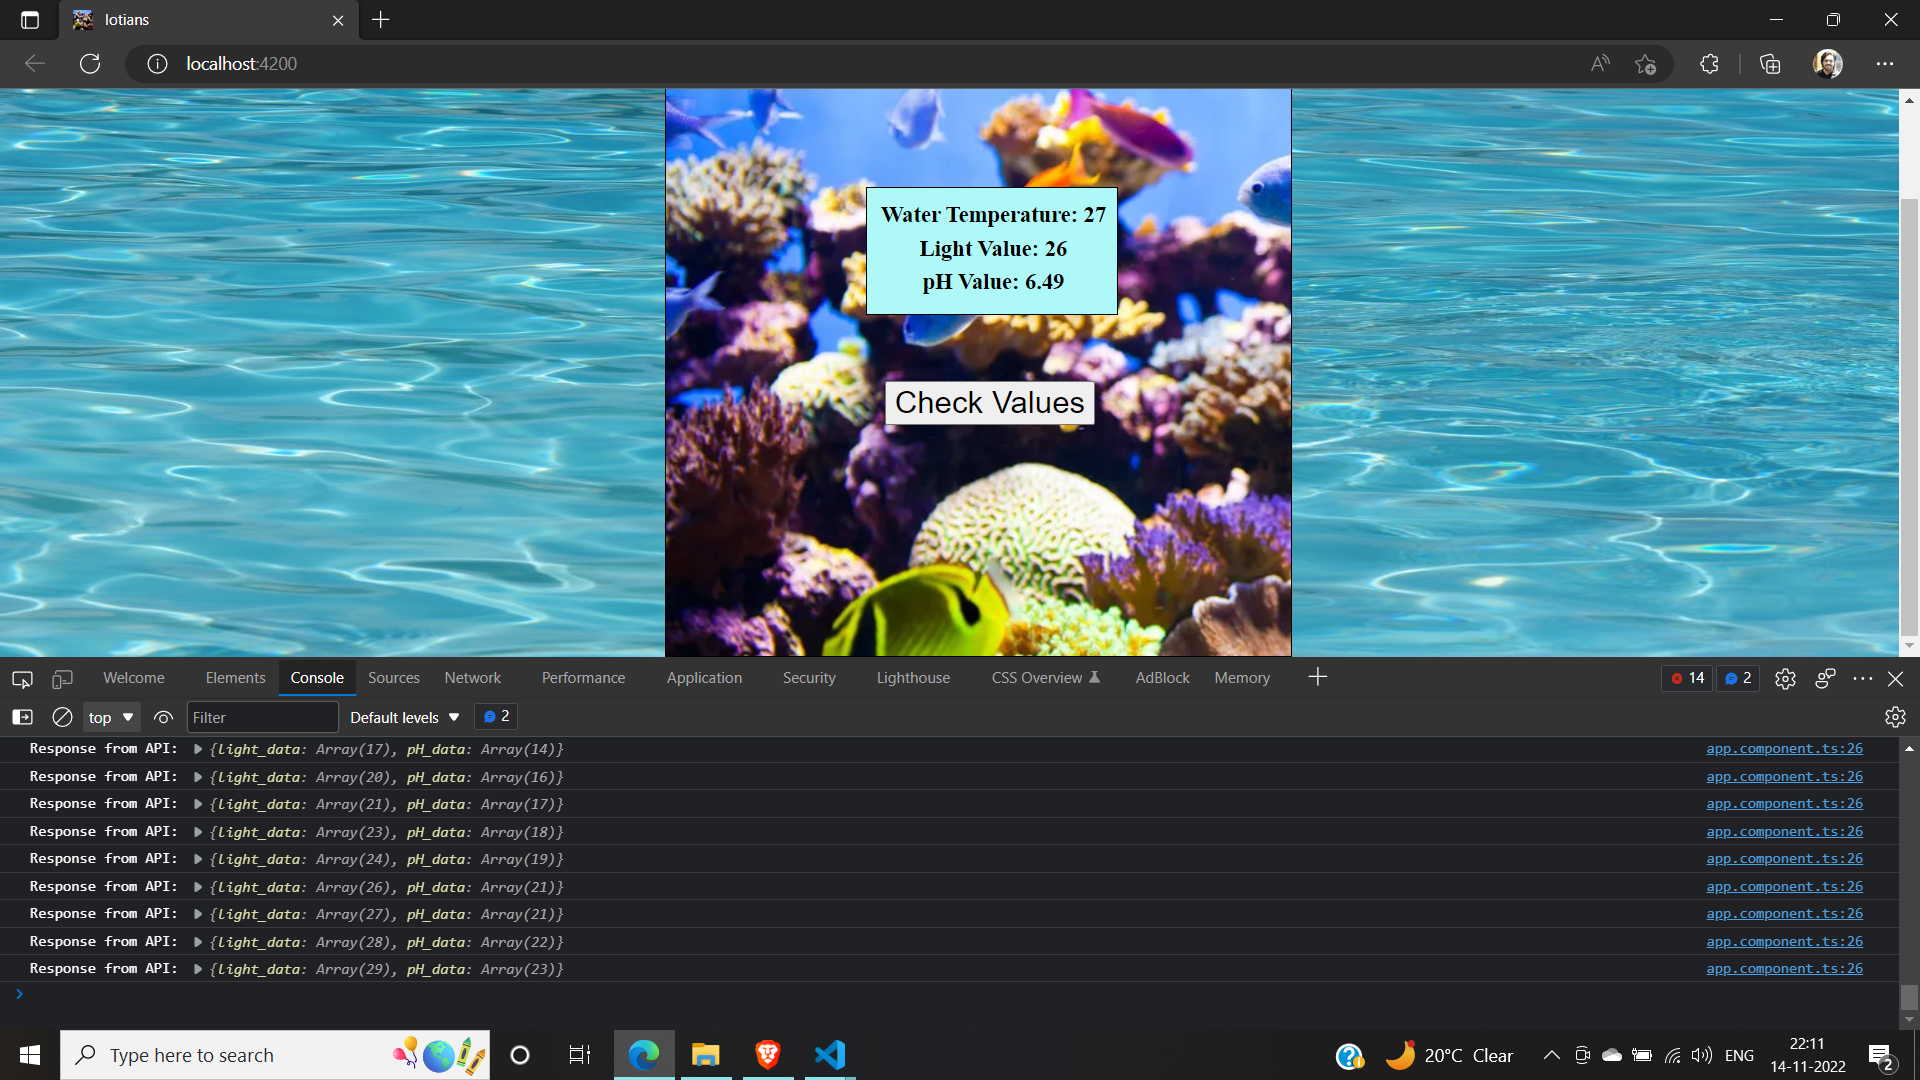 Iotians
localhost:4200
Water Temperature: 27
Light Value: 26
pH Value: 6.49
Check Values
Welcome Elements Console Sources Network Performance Application Security Lighthouse CSS Overview AdBlock Memory 14 2
top Filter Default levels 2
Response from API: {light_data: Array(17), pH_data: Array(14)} app.component.ts:26
Response from API: {light_data: Array(20), pH_data: Array(16)} app.component.ts:26
Response from API: {light_data: Array(21), pH_data: Array(17)} app.component.ts:26
Response from API: {light_data: Array(23), pH_data: Array(18)} app.component.ts:26
Response from API: {light_data: Array(24), pH_data: Array(19)} app.component.ts:26
Response from API: {light_data: Array(26), pH_data: Array(21)} app.component.ts:26
Response from API: {light_data: Array(27), pH_data: Array(21)} app.component.ts:26
Response from API: {light_data: Array(28), pH_data: Array(22)} app.component.ts:26
Response from API: {light_data: Array(29), pH_data: Array(23)} app.component.ts:26
Type here to search 20°C Clear ENG 22:11
14-11-2022 2